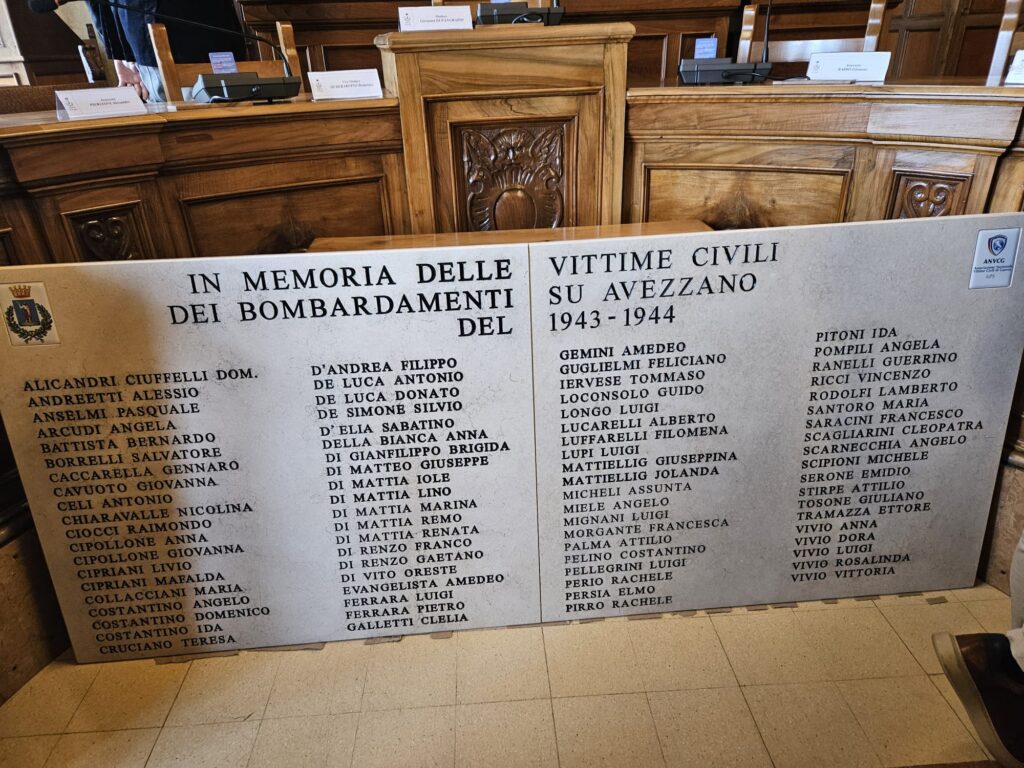 IN MEMORIA DELLE VITTIME CIVILI
DEI BOMBARDAMENTI SU AVEZZANO
DEL 1943-1944
ANVCG
ALICANDRI CIUFFELLI DOM.
ANDREETTI ALESSIO
ANSELMI PASQUALE
ARCUDI ANGELA
BATTISTA BERNARDO
BORRELLI SALVATORE
CACCARELLA GENNARO
CAVUOTO GIOVANNA
CELI ANTONIO
CHIARAVALLE NICOLINA
CIOCCI RAIMONDO
CIPOLLONE ANNA
CIPOLLONE GIOVANNA
CIPRIANI LIVIO
CIPRIANI MAFALDA
COLLACCIANI MARIA
COSTANTINO ANGELO
COSTANTINO DOMENICO
COSTANTINO IDA
CRUCIANO TERESA
D'ANDREA FILIPPO
DE LUCA ANTONIO
DE LUCA DONATO
DE SIMONE SILVIO
D'ELIA SABATINO
DELLA BIANCA ANNA
DI GIANFILIPPO BRIGIDA
DI MATTEO GIUSEPPE
DI MATTIA IOLE
DI MATTIA LINO
DI MATTIA MARINA
DI MATTIA REMO
DI MATTIA RENATA
DI RENZO FRANCO
DI RENZO GAETANO
DI VITO ORESTE
EVANGELISTA AMEDEO
FERRARA LUIGI
FERRARA PIETRO
GALLETTI CLELIA
GEMINI AMEDEO
GUGLIELMI FELICIANO
IERVESE TOMMASO
LOCONSOLO GUIDO
LONGO LUIGI
LUCARELLI ALBERTO
LUFFARELLI FILOMENA
LUPI LUIGI
MATTIELLIG GIUSEPPINA
MATTIELLIG JOLANDA
MICHELI ASSUNTA
MIELE ANGELO
MIGNANI LUIGI
MORGANTE FRANCESCA
PALMA ATTILIO
PELINO COSTANTINO
PELLEGRINI LUIGI
PERIO RACHELE
PERSIA ELMO
PIRRO RACHELE
PITONI IDA
POMPILI ANGELA
RANELLI GUERRINO
RICCI VINCENZO
RODOLFI LAMBERTO
SANTORO MARIA
SARACINI FRANCESCO
SCAGLIARINI CLEOPATRA
SCARNECCHIA ANGELO
SCIPIONI MICHELE
SERONE EMIDIO
STIRPE ATTILIO
TOSONE GIULIANO
TRAMAZZA ETTORE
VIVIO ANNA
VIVIO DORA
VIVIO LUIGI
VIVIO ROSALINDA
VIVIO VITTORIA